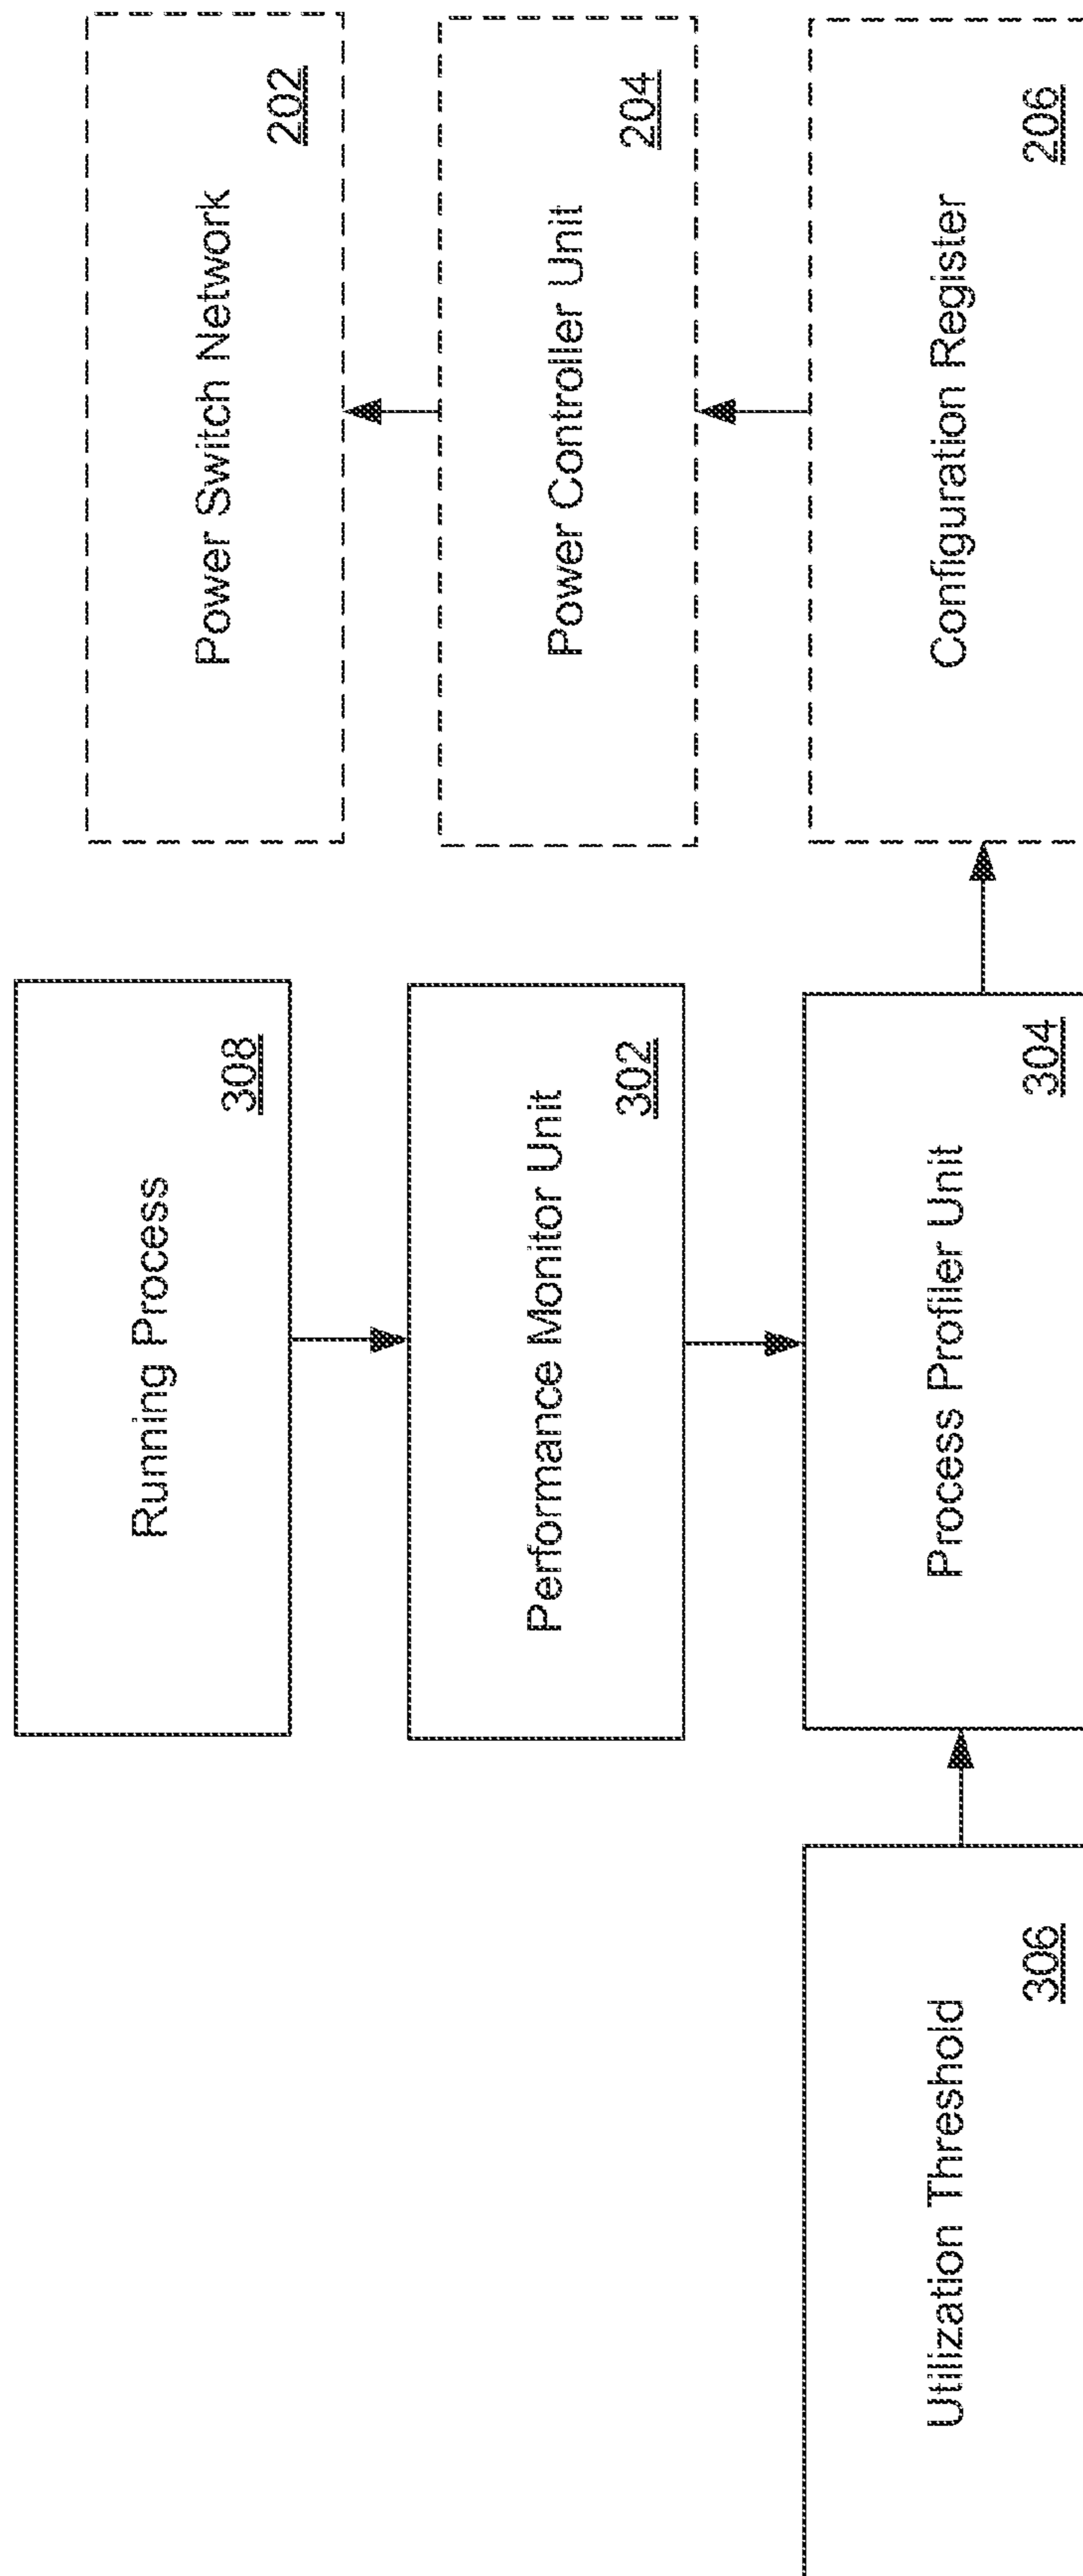 Running Process
308
Power Switch Network
202
Performance Monitor Unit
302
Power Controller Unit
204
Utilization Threshold
306
Process Profiler Unit
304
Configuration Register
206